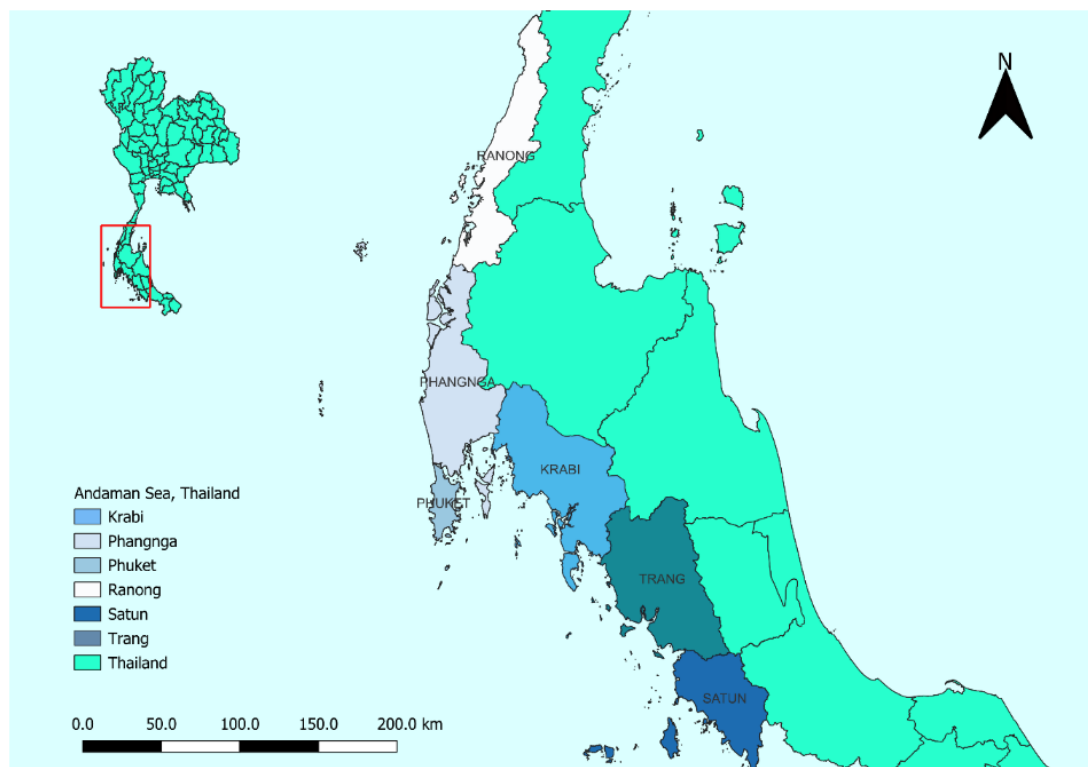 N
RANONG
PHANGNGA
KRABI
PHUKET
TRANG
SATUN
Andaman Sea, Thailand
Krabi
Phangnga
Phuket
Ranong
Satun
Trang
Thailand
0.0 50.0 100.0 150.0 200.0 km